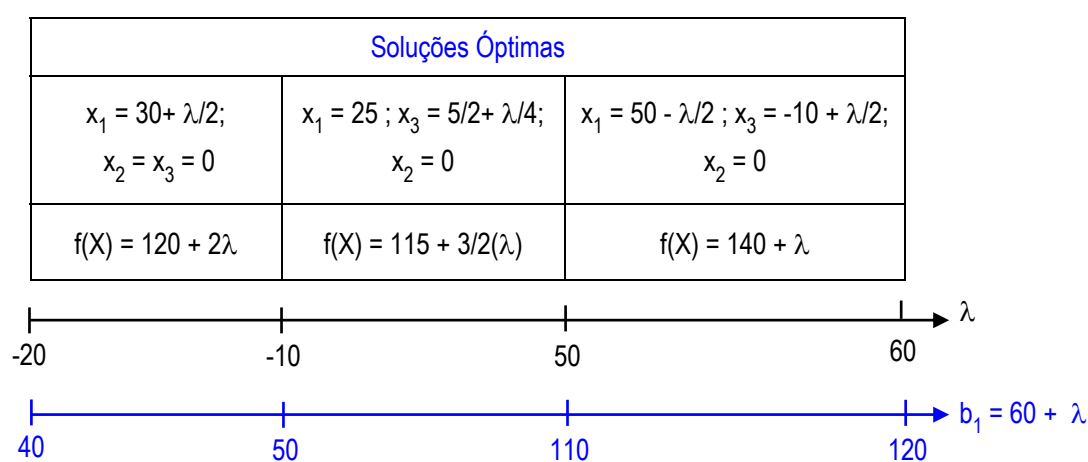 Soluções Óptimas
x₁ = 30+ λ/2;
x₂ = x₃ = 0
x₁ = 25 ; x₃ = 5/2+ λ/4;
x₂ = 0
x₁ = 50 - λ/2 ; x₃ = -10 + λ/2;
x₂ = 0
f(X) = 120 + 2λ
f(X) = 115 + 3/2(λ)
f(X) = 140 + λ
λ
-20 -10 50 60
b₁ = 60 + λ
40 50 110 120